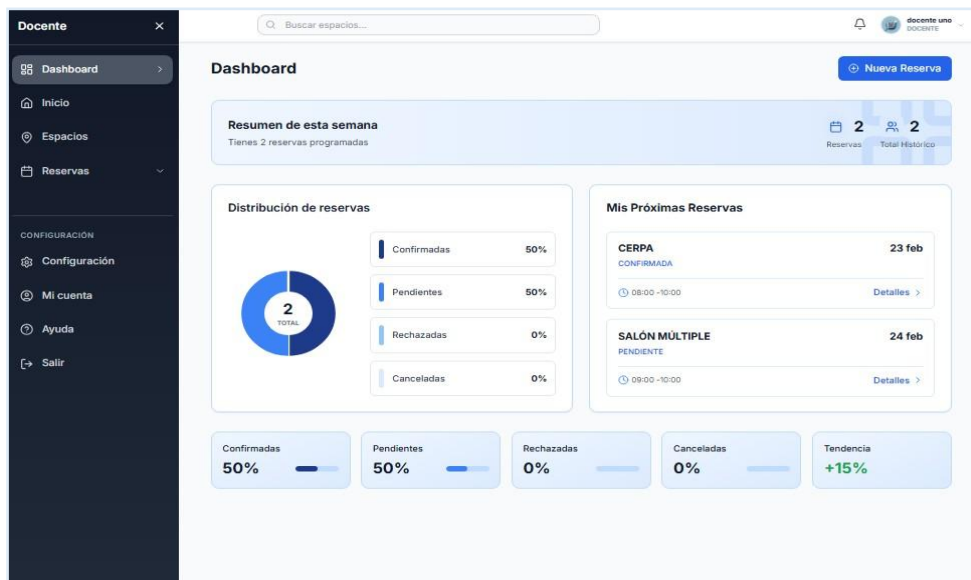 Docente
Dashboard
Inicio
Espacios
Reservas
CONFIGURACIÓN
Configuración
Mi cuenta
Ayuda
Salir
Buscar espacios...
docente uno
DOCENTE
Dashboard
Nueva Reserva
Resumen de esta semana
Tienes 2 reservas programadas
2
Reservas
2
Total Histórico
Distribución de reservas
2
TOTAL
Confirmadas 50%
Pendientes 50%
Rechazadas 0%
Canceladas 0%
Mis Próximas Reservas
CERPA 23 feb
CONFIRMADA
08:00 -10:00 Detalles
SALÓN MÚLTIPLE 24 feb
PENDIENTE
09:00 -10:00 Detalles
Confirmadas
50%
Pendientes
50%
Rechazadas
0%
Canceladas
0%
Tendencia
+15%